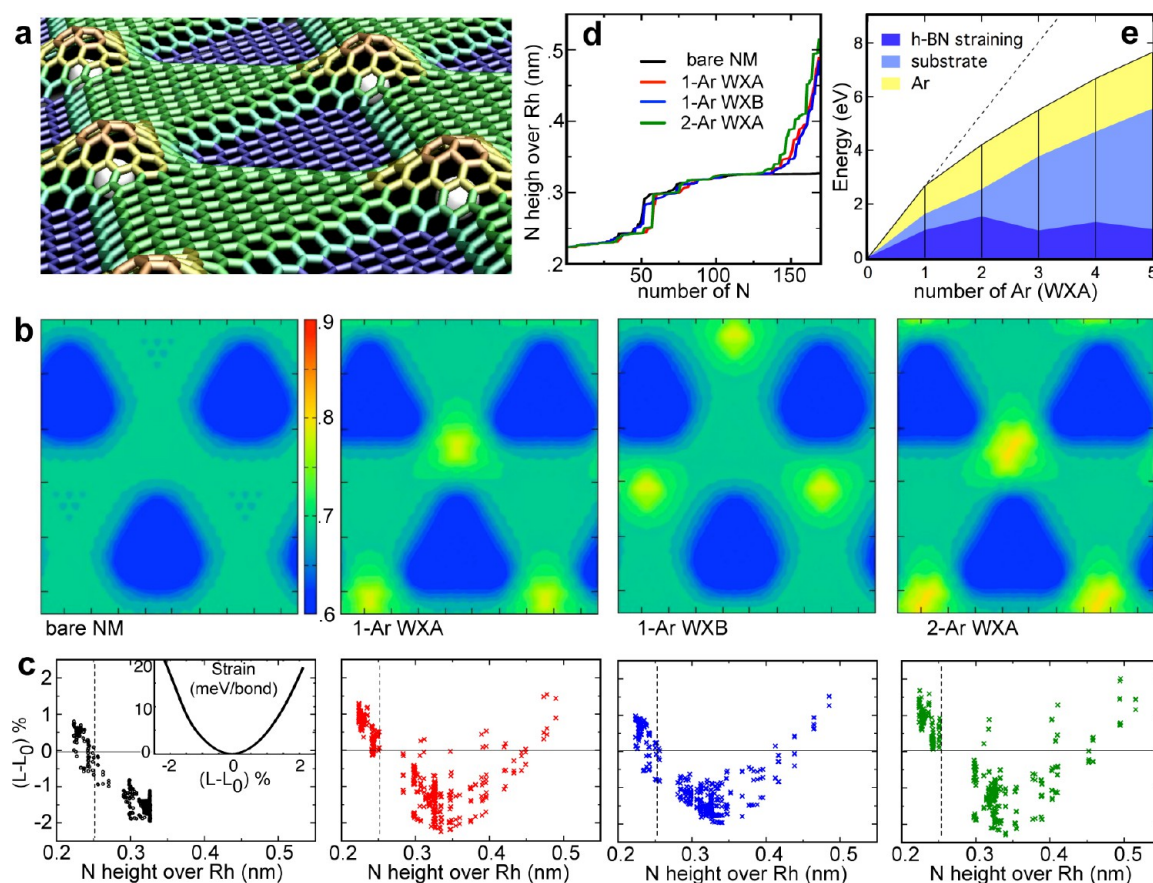 a
d
.5
.4
.3
.2
N heigh over Rh (nm)
bare NM
1-Ar WXA
1-Ar WXB
2-Ar WXA
50 100 150
number of N
e
8
6
4
2
0
Energy (eV)
h-BN straining
substrate
Ar
0 1 2 3 4 5
number of Ar (WXA)
b
.9
.8
.7
.6
bare NM
1-Ar WXA
1-Ar WXB
2-Ar WXA
c
2
1
0
-1
-2
(L-L0) %
20
10
0
Strain
(meV/bond)
-2 0 2
(L-L0) %
0.2 0.3 0.4 0.5
N height over Rh (nm)
0.2 0.3 0.4 0.5
N height over Rh (nm)
0.2 0.3 0.4 0.5
N height over Rh (nm)
0.2 0.3 0.4 0.5
N height over Rh (nm)